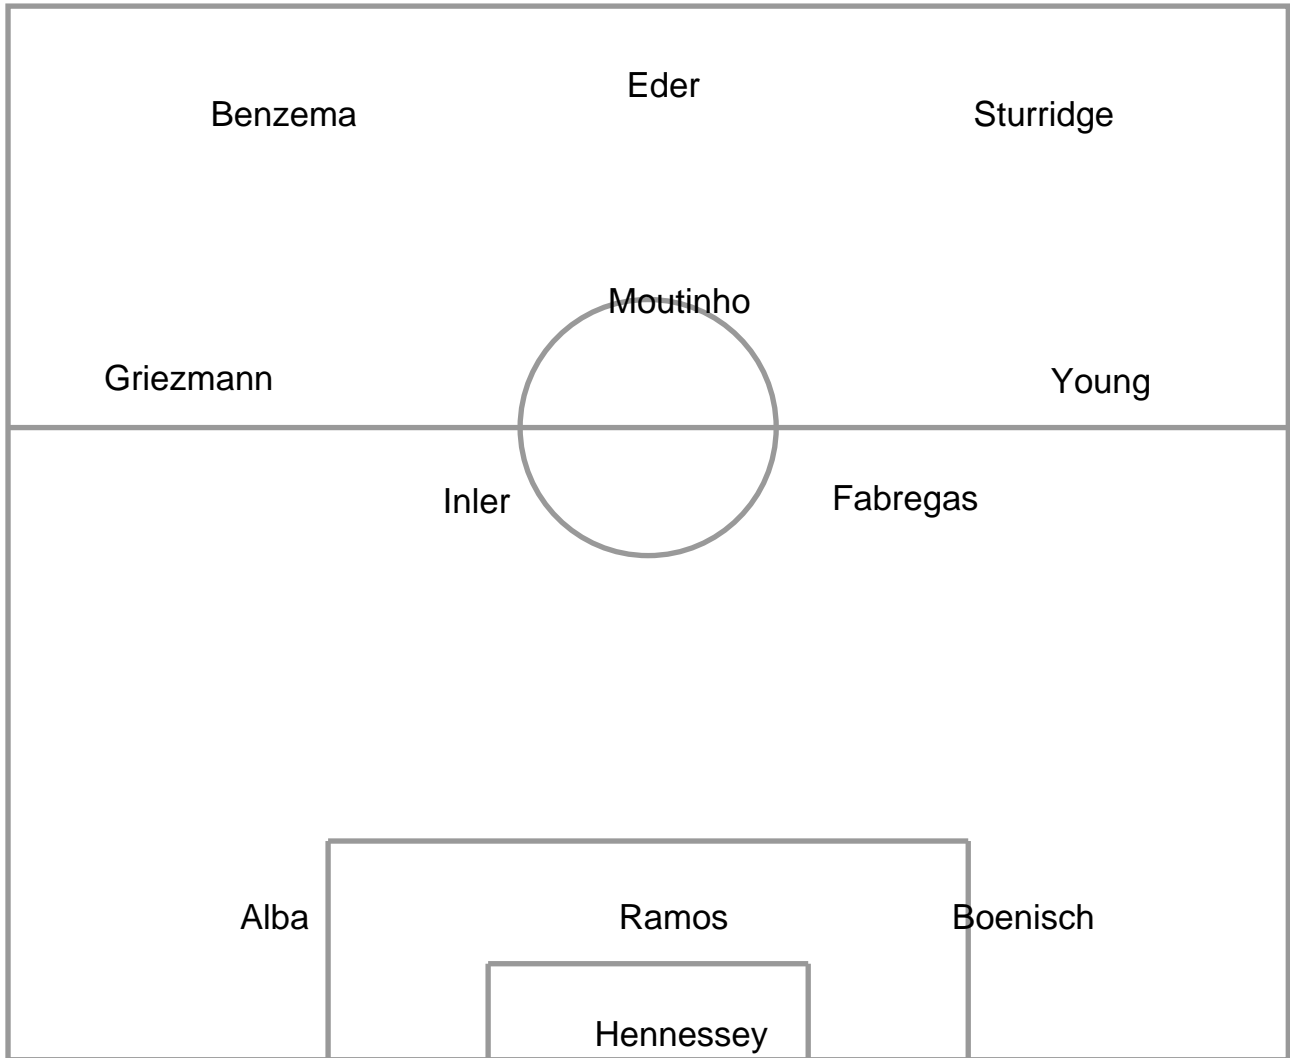 Eder
Benzema
Sturridge
Moutinho
Griezmann
Young
Inler
Fabregas
Alba
Ramos
Boenisch
Hennessey